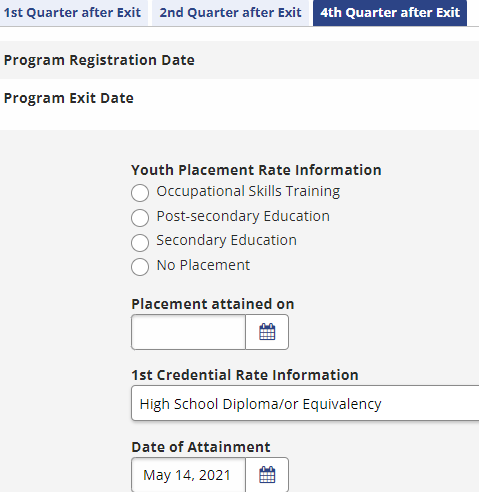 1st Quarter after Exit 2nd Quarter after Exit 4th Quarter after Exit
Program Registration Date
Program Exit Date
Youth Placement Rate Information
Occupational Skills Training
Post-secondary Education
Secondary Education
No Placement
Placement attained on
1st Credential Rate Information
High School Diploma/or Equivalency
Date of Attainment
May 14, 2021